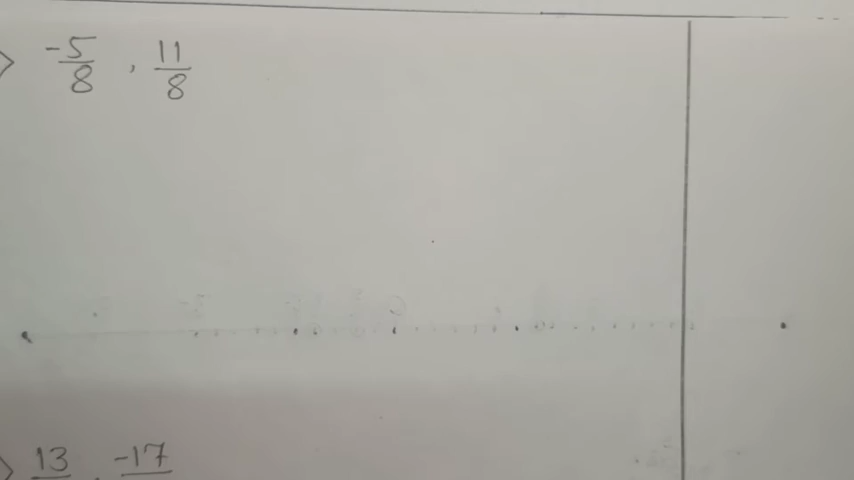 -5/8 , 11/8
13 , -17